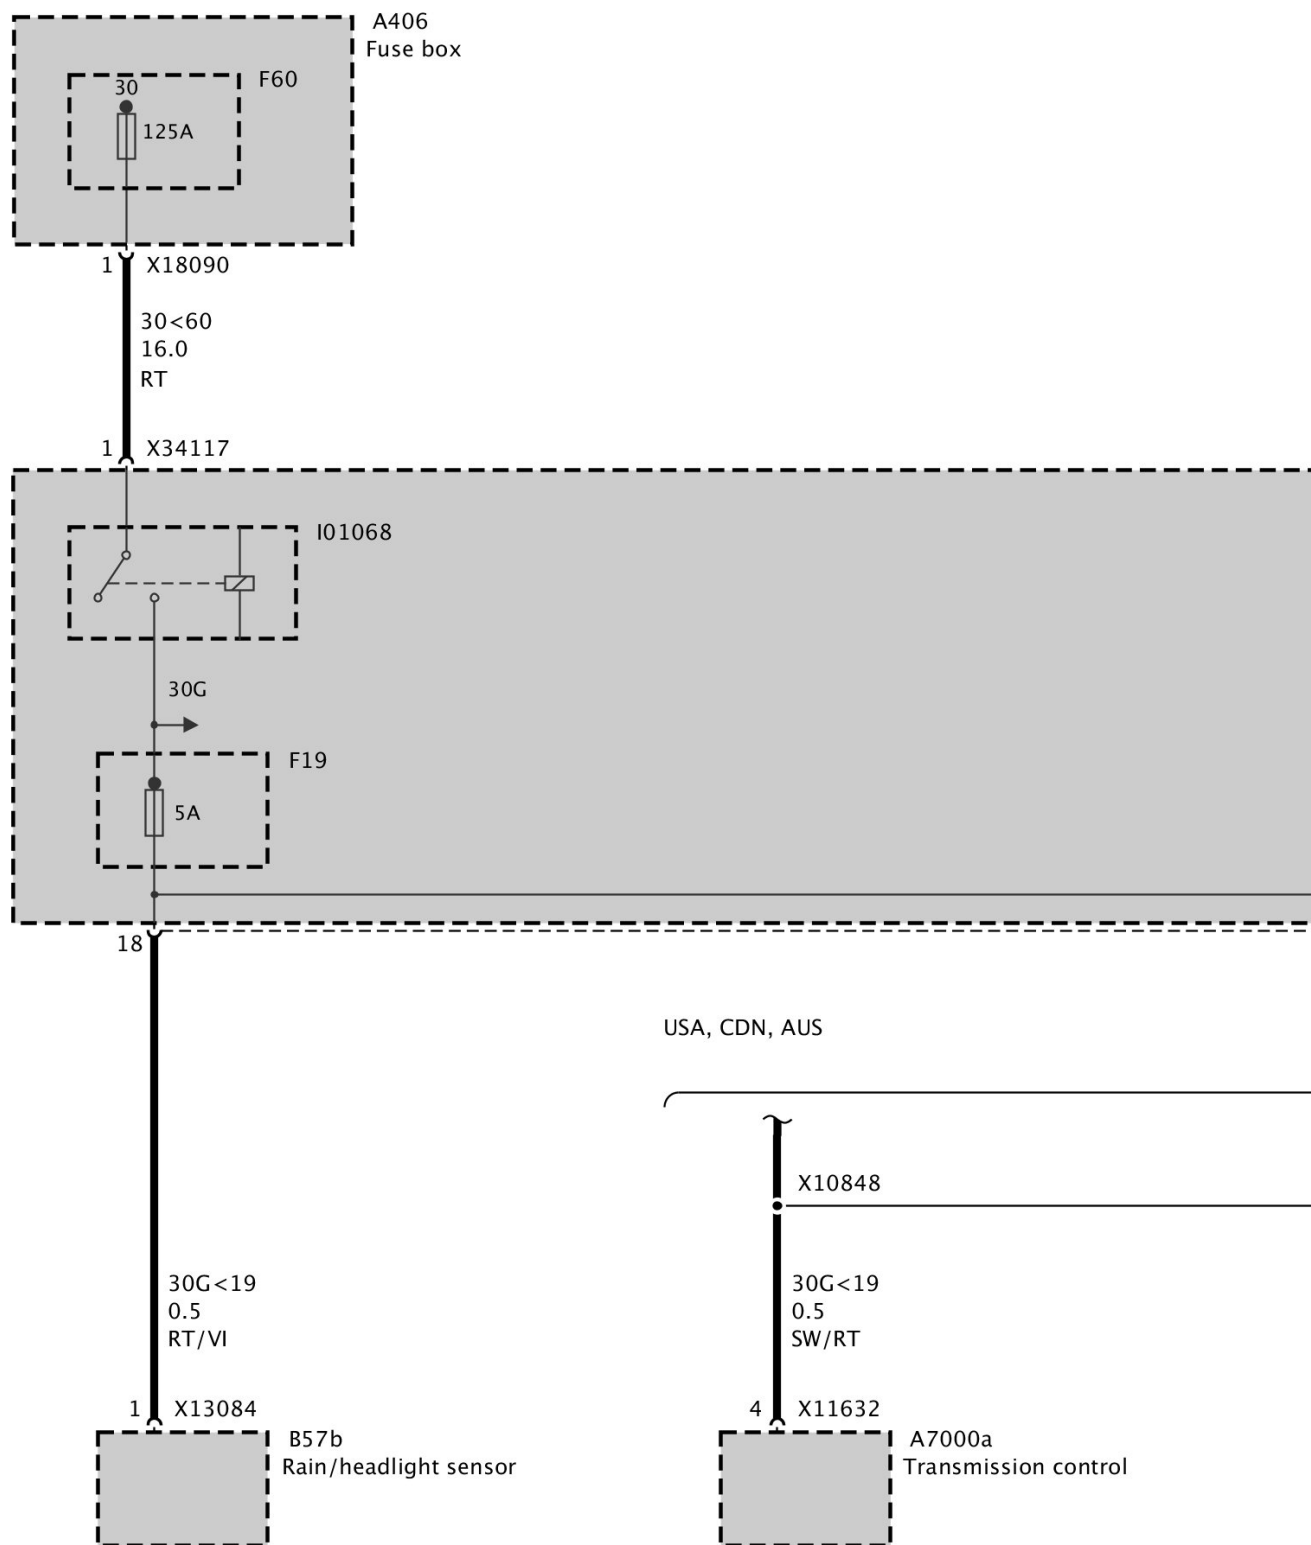 A406
Fuse box
F60
30
125A
1 X18090
30<60
16.0
RT
1 X34117
I01068
30G
F19
5A
18
USA, CDN, AUS
X10848
30G<19
0.5
RT/VI
30G<19
0.5
SW/RT
1 X13084
4 X11632
B57b
Rain/headlight sensor
A7000a
Transmission control